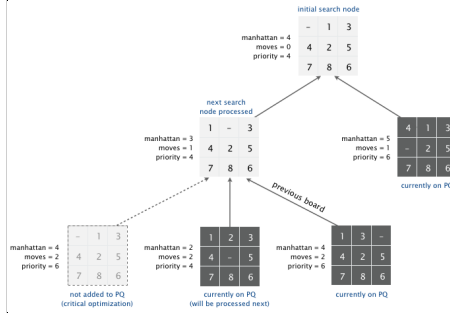 initial search node
– 1 3
4 2 5
7 8 6
manhattan = 4
moves = 0
priority = 4
next search
node processed
1 – 3
4 2 5
7 8 6
manhattan = 3
moves = 1
priority = 4
manhattan = 5
moves = 1
priority = 6
4 1 3
– 2 5
7 8 6
currently on PQ
previous board
manhattan = 4
moves = 2
priority = 6
– 1 3
4 2 5
7 8 6
not added to PQ
(critical optimization)
manhattan = 2
moves = 2
priority = 4
1 2 3
4 – 5
7 8 6
currently on PQ
(will be processed next)
manhattan = 4
moves = 2
priority = 6
1 3 –
4 2 5
7 8 6
currently on PQ